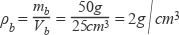 ρ_b = m_b/V_b = 50g/25cm³ = 2g/cm³